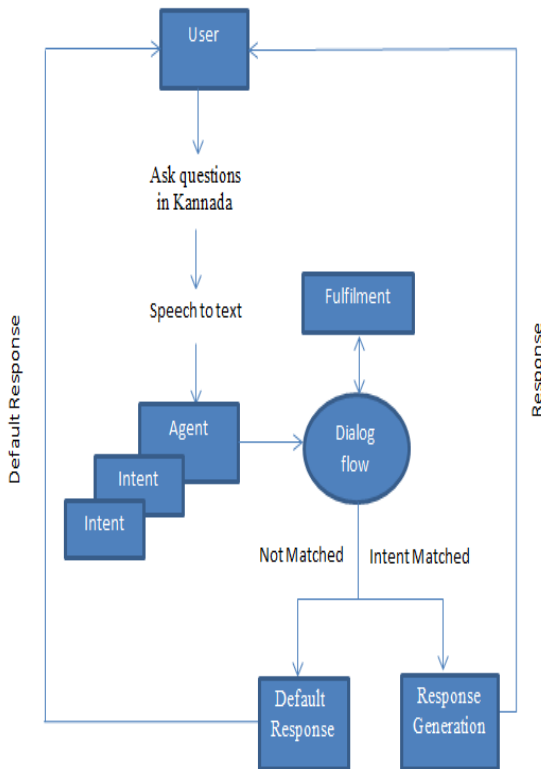 User
Ask questions
in Kannada
Speech to text
Fulfilment
Agent
Dialog
flow
Intent
Intent
Not Matched
Intent Matched
Default
Response
Response
Generation
Default Response
Response